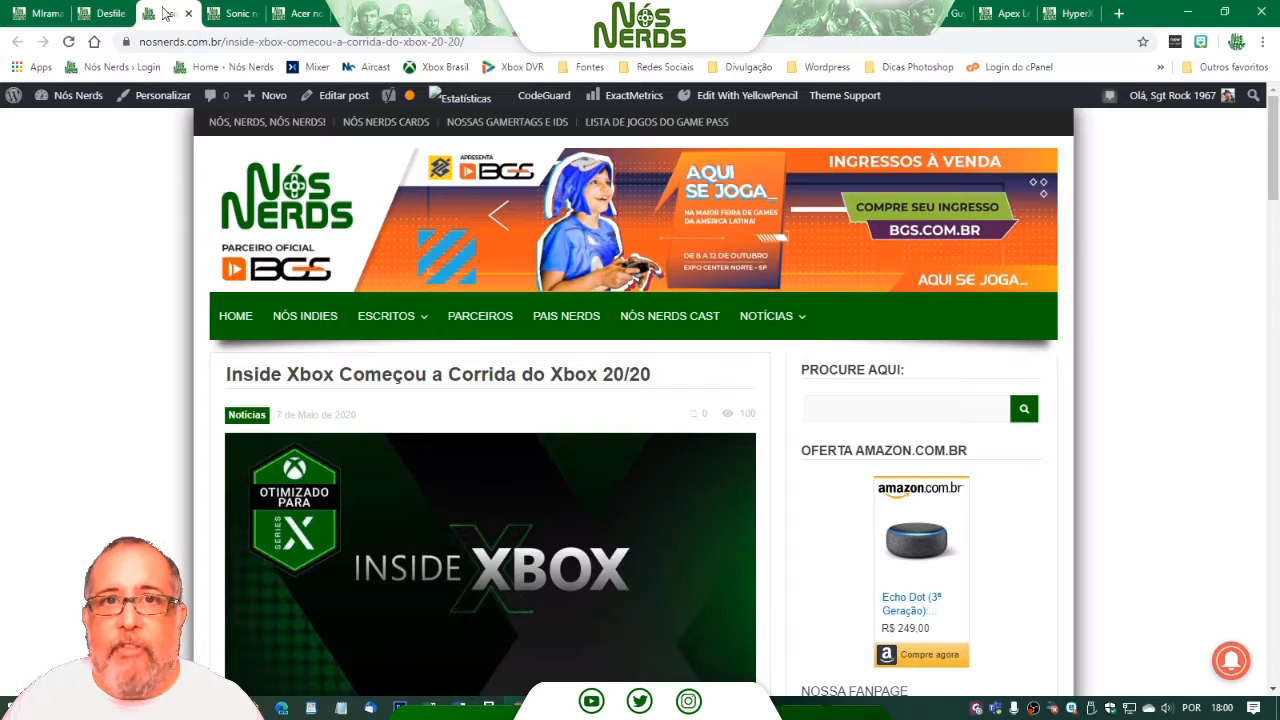 Mirama
Desfile
Sonic r
Acer no
NÓS NERDS
Guy
Apex Le
HyperX
nosnerds.com.br/inside-xbox-comecou-a-corrida-do-xbox-20-20/
Apps
Nós Nerds › Login
Home › Nós Nerds
Mixer
Aircast
Xbox Brasil
Xbox DVR
Fontes
Redes Sociais
Divulgação
Wordpress
Dicas Photoshop
Login do cPanel
»
Outros favoritos
Nós Nerds
Personalizar
0
Novo
Editar post
Estatísticas
CodeGuard
ExactMetrics
Edit With YellowPencil
Theme Support
Olá, Sgt Rock 1967
NÓS, NERDS, NÓS NERDS!
NÓS NERDS CARDS
NOSSAS GAMERTAGS E IDS
LISTA DE JOGOS DO GAME PASS
NÓS NERDS
PARCEIRO OFICIAL
BGS
APRESENTA
BGS
AQUI
SE JOGA_
NA MAIOR FEIRA DE GAMES
DA AMÉRICA LATINA!
DE 8 A 12 DE OUTUBRO
EXPO CENTER NORTE - SP
INGRESSOS À VENDA
COMPRE SEU INGRESSO
BGS.COM.BR
AQUI SE JOGA_
HOME
NÓS INDIES
ESCRITOS
PARCEIROS
PAIS NERDS
NÓS NERDS CAST
NOTÍCIAS
Inside Xbox Começou a Corrida do Xbox 20/20
Notícias
7 de Maio de 2020
0
100
OTIMIZADO
PARA
SERIES X
INSIDE XBOX
PROCURE AQUI:
OFERTA AMAZON.COM.BR
amazon.com.br
Echo Dot (3ª
Geração):...
R$ 249,00
Compre agora
NOSSA FANPAGE
POR
18:00